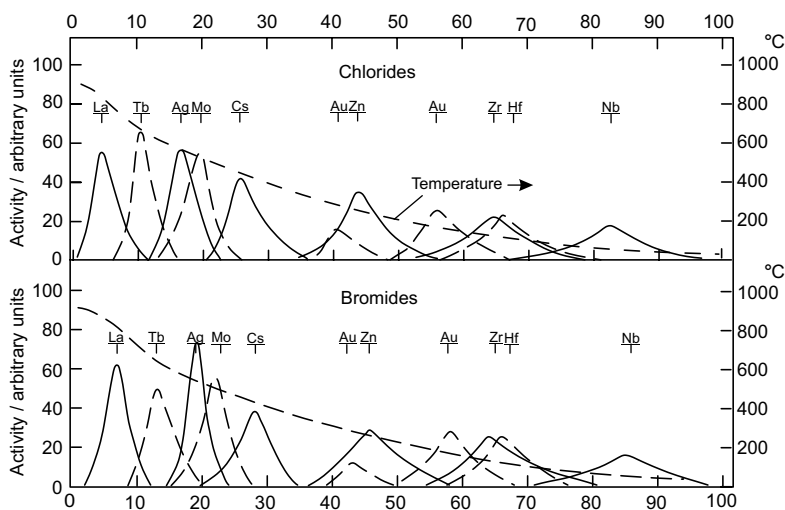 0 10 20 30 40 50 60 70 80 90 100
°C
Activity / arbitrary units
100 80 60 40 20 0
Chlorides
La Tb Ag Mo Cs Au Zn Au Zr Hf Nb
Temperature
1000 800 600 400 200
°C
Activity / arbitrary units
100 80 60 40 20 0
Bromides
La Tb Ag Mo Cs Au Zn Au Zr Hf Nb
1000 800 600 400 200
0 10 20 30 40 50 60 70 80 90 100